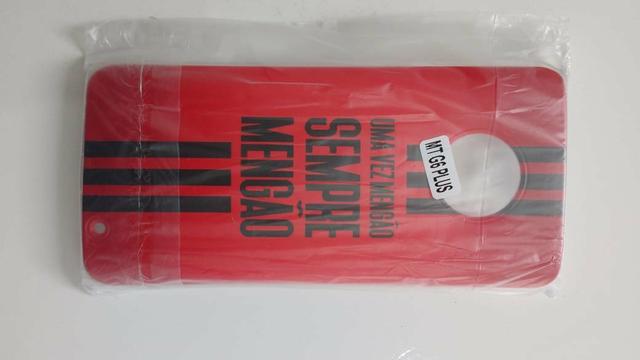 MT G6 PLUS
UMA VEZ MENGÃO
SEMPRE
MENGÃO